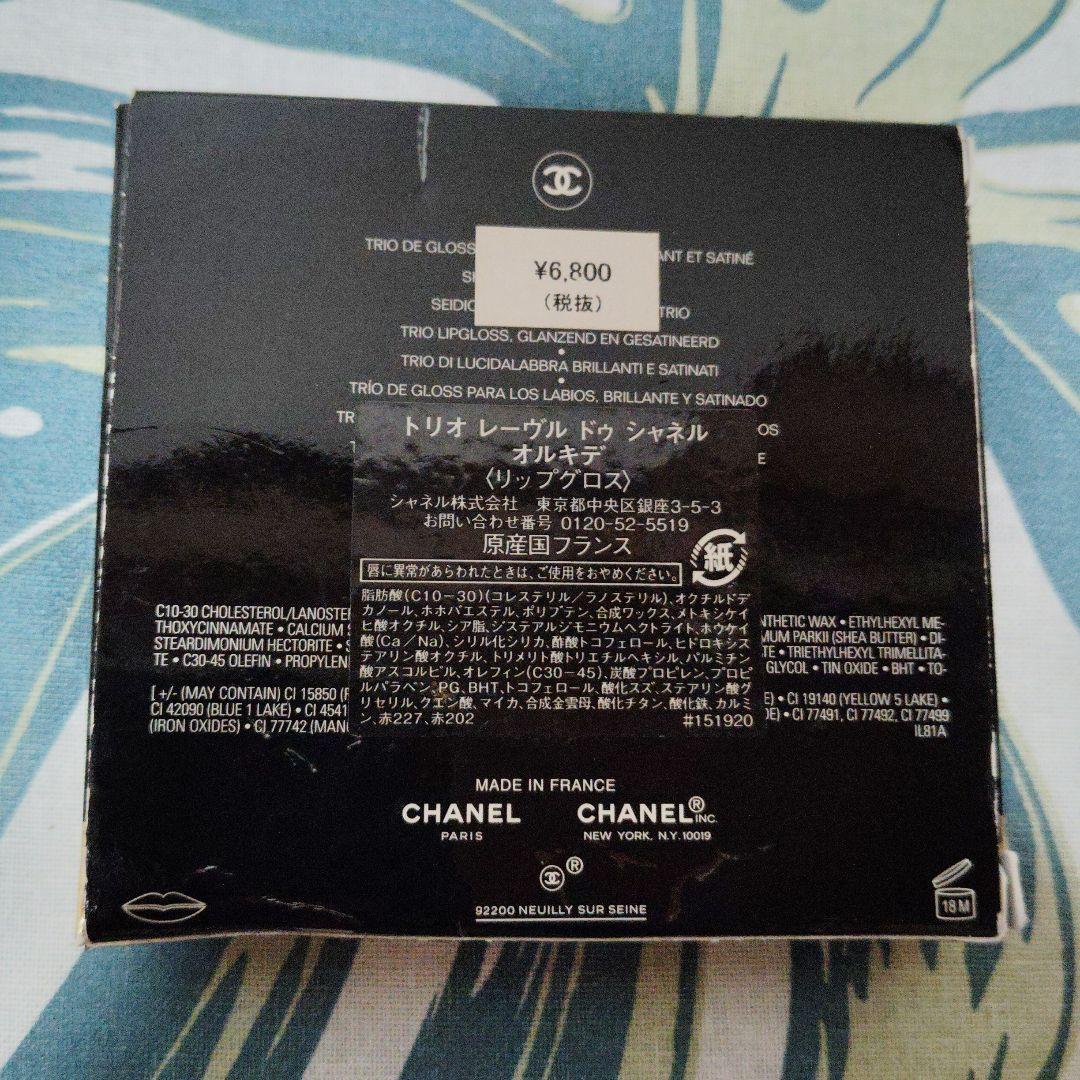 TRIO DE GLOSS
ANT ET SATINÉ
¥6,800
(税抜)
SEIDIC
TRIO
TRIO LIPGLOSS, GLANZEND EN GESATINEERD
TRIO DI LUCIDALABBRA BRILLANTI E SATINATI
TRÍO DE GLOSS PARA LOS LABIOS, BRILLANTE Y SATINADO
TR
OS
E
トリオ レーヴル ドゥ シャネル
オルキデ
〈リップグロス〉
シャネル株式会社 東京都中央区銀座3-5-3
お問い合わせ番号 0120-52-5519
原産国フランス
紙
唇に異常があらわれたときは、ご使用をおやめください。
脂肪酸(C10-30)(コレステリル/ラノステリル)、オクチルドデ
カノール、ホホバエステル、ポリブテン、合成ワックス、メトキシケイ
ヒ酸オクチル、シア脂、ジステアルジモニウムヘクトライト、ホウケイ
酸(Ca/Na)、シリル化シリカ、酢酸トコフェロール、ヒドロキシス
テアリン酸オクチル、トリメリト酸トリエチルヘキシル、パルミチン
酸アスコルビル、オレフィン(C30-45)、炭酸プロピレン、プロピ
ルパラベン、PG、BHT、トコフェロール、酸化スズ、ステアリン酸グ
リセリル、クエン酸、マイカ、合成金雲母、酸化チタン、酸化鉄、カルミ
ン、赤227、赤202
#151920
C10-30 CHOLESTEROL/LANOSTE
NTHETIC WAX • ETHYLHEXYL ME-
THOXYCINNAMATE • CALCIUM
MUM PARKII (SHEA BUTTER) • DI-
STEARDIMONIUM HECTORITE •
TE • TRIETHYLHEXYL TRIMELLITA-
TE • C30-45 OLEFIN • PROPYLEN
GLYCOL • TIN OXIDE • BHT • TO-
[ +/- (MAY CONTAIN) CI 15850 (
E) • CI 19140 (YELLOW 5 LAKE) •
CI 42090 (BLUE 1 LAKE) • CI 4541
DE) • CI 77491, CI 77492, CI 77499
(IRON OXIDES) • CI 77742 (MAN
IL81A
MADE IN FRANCE
CHANEL
PARIS
CHANEL® INC.
NEW YORK, N.Y. 10019
®
92200 NEUILLY SUR SEINE
18M